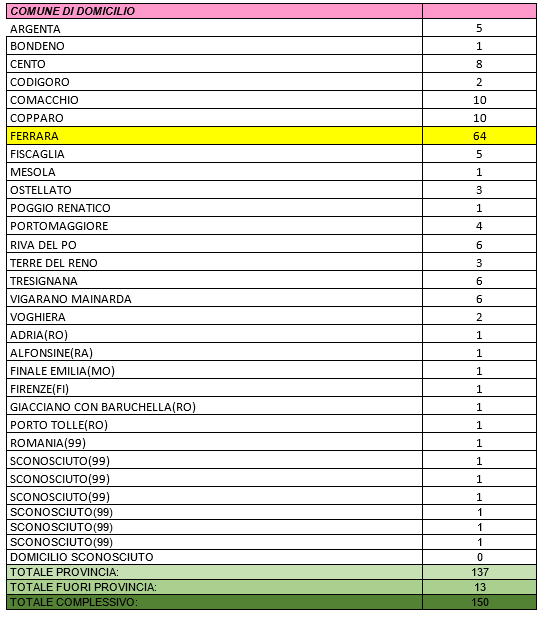 COMUNE DI DOMICILIO
ARGENTA 5
BONDENO 1
CENTO 8
CODIGORO 2
COMACCHIO 10
COPPARO 10
FERRARA 64
FISCAGLIA 5
MESOLA 1
OSTELLATO 3
POGGIO RENATICO 1
PORTOMAGGIORE 4
RIVA DEL PO 6
TERRE DEL RENO 3
TRESIGNANA 6
VIGARANO MAINARDA 6
VOGHIERA 2
ADRIA(RO) 1
ALFONSINE(RA) 1
FINALE EMILIA(MO) 1
FIRENZE(FI) 1
GIACCIANO CON BARUCHELLA(RO) 1
PORTO TOLLE(RO) 1
ROMANIA(99) 1
SCONOSCIUTO(99) 1
SCONOSCIUTO(99) 1
SCONOSCIUTO(99) 1
SCONOSCIUTO(99) 1
SCONOSCIUTO(99) 1
SCONOSCIUTO(99) 1
DOMICILIO SCONOSCIUTO 0
TOTALE PROVINCIA: 137
TOTALE FUORI PROVINCIA: 13
TOTALE COMPLESSIVO: 150